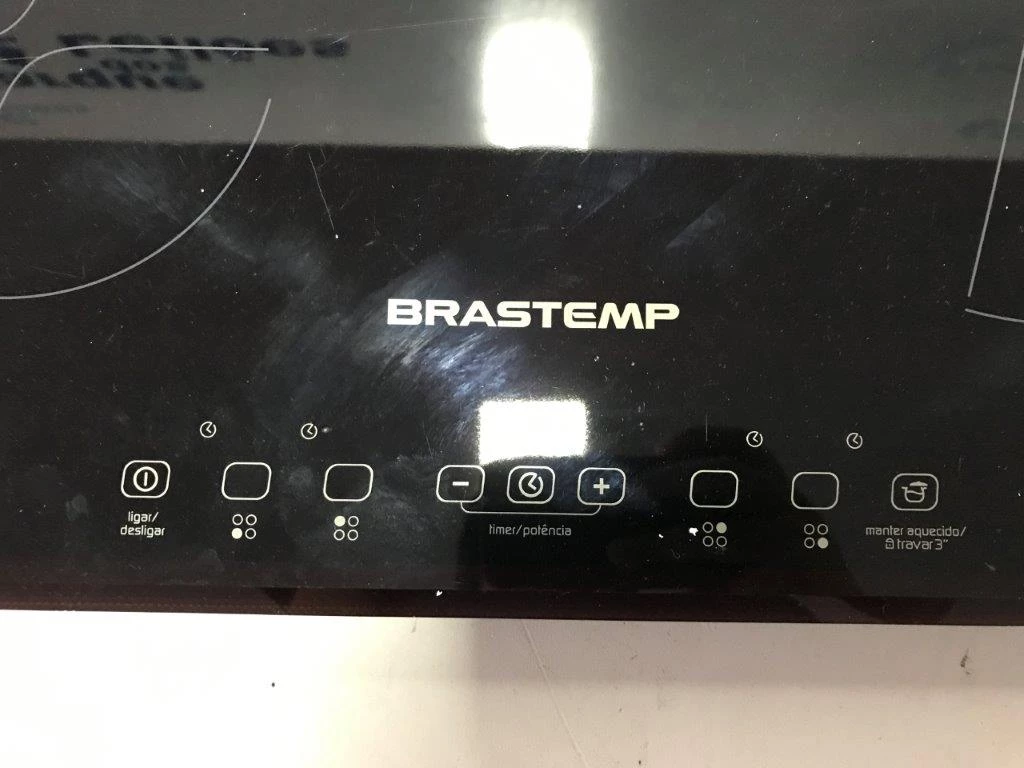 BRASTEMP
ligar/
desligar
timer/potência
manter aquecido/
travar 3"